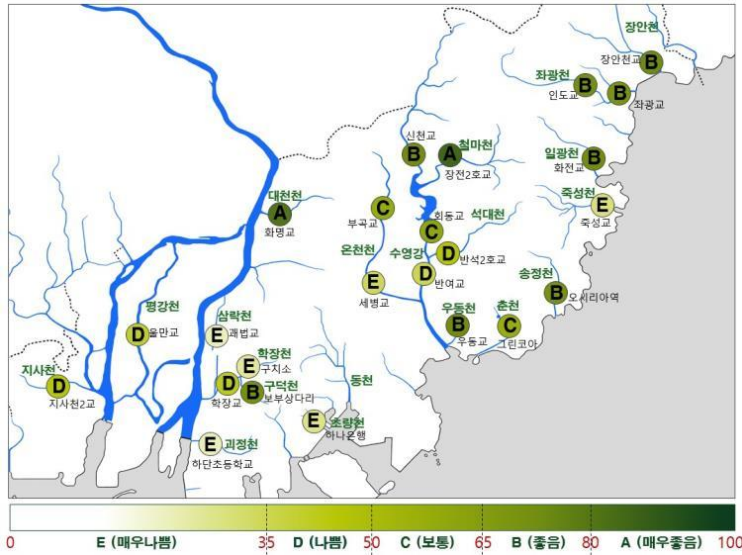 장안천
장안천교
B
좌광천
B
인도교
B
좌광교
신천교
B
A
철마천
장전2호교
일광천
B
화전교
죽성천
E
죽성교
대천천
A
화명교
C
부곡교
회동교
C
석대천
온천천
수영강
D
반석2호교
E
세병교
D
반여교
송정천
B
오시리아역
우동천
B
우동교
춘천
C
그린코아
평강천
D
울만교
삼락천
E
괘법교
학장천
E
구치소
지사천
D
지사천2교
D
학장교
B
구덕천
보부상다리
동천
E
초량천
하나은행
E
괴정천
하단초등학교
0
E (매우나쁨)
35
D (나쁨)
50
C (보통)
65
B (좋음)
80
A (매우좋음)
100